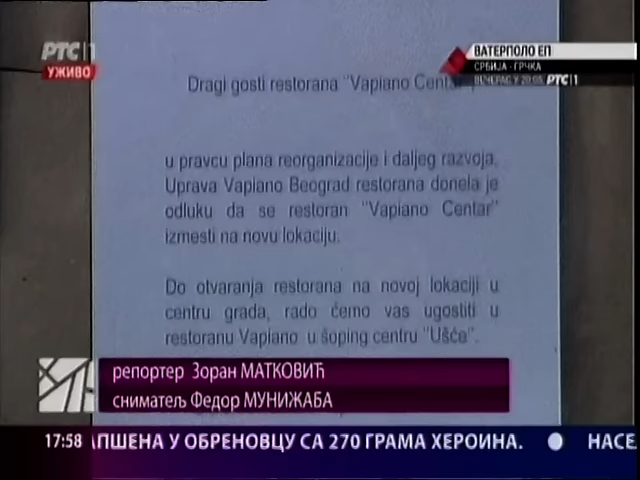 РТС|1
УЖИВО
ВАТЕРПОЛО ЕП
СРБИЈА - ГРЧКА
ВЕЧЕРАС У 20:05 РТС|1
Dragi gosti restorana "Vapiano Centar",
u pravcu plana reorganizacije i daljeg razvoja,
Uprava Vapiano Beograd restorana donela je
odluku da se restoran "Vapiano Centar"
izmesti na novu lokaciju.
Do otvaranja restorana na novoj lokaciji u
centru grada, rado ćemo vas ugostiti u
restoranu Vapiano u šoping centru "Ušće".
репортер Зоран МАТКОВИЋ
сниматељ Федор МУНИЖАБА
17:58 АПШЕНА У ОБРЕНОВЦУ СА 270 ГРАМА ХЕРОИНА. НАСЕ